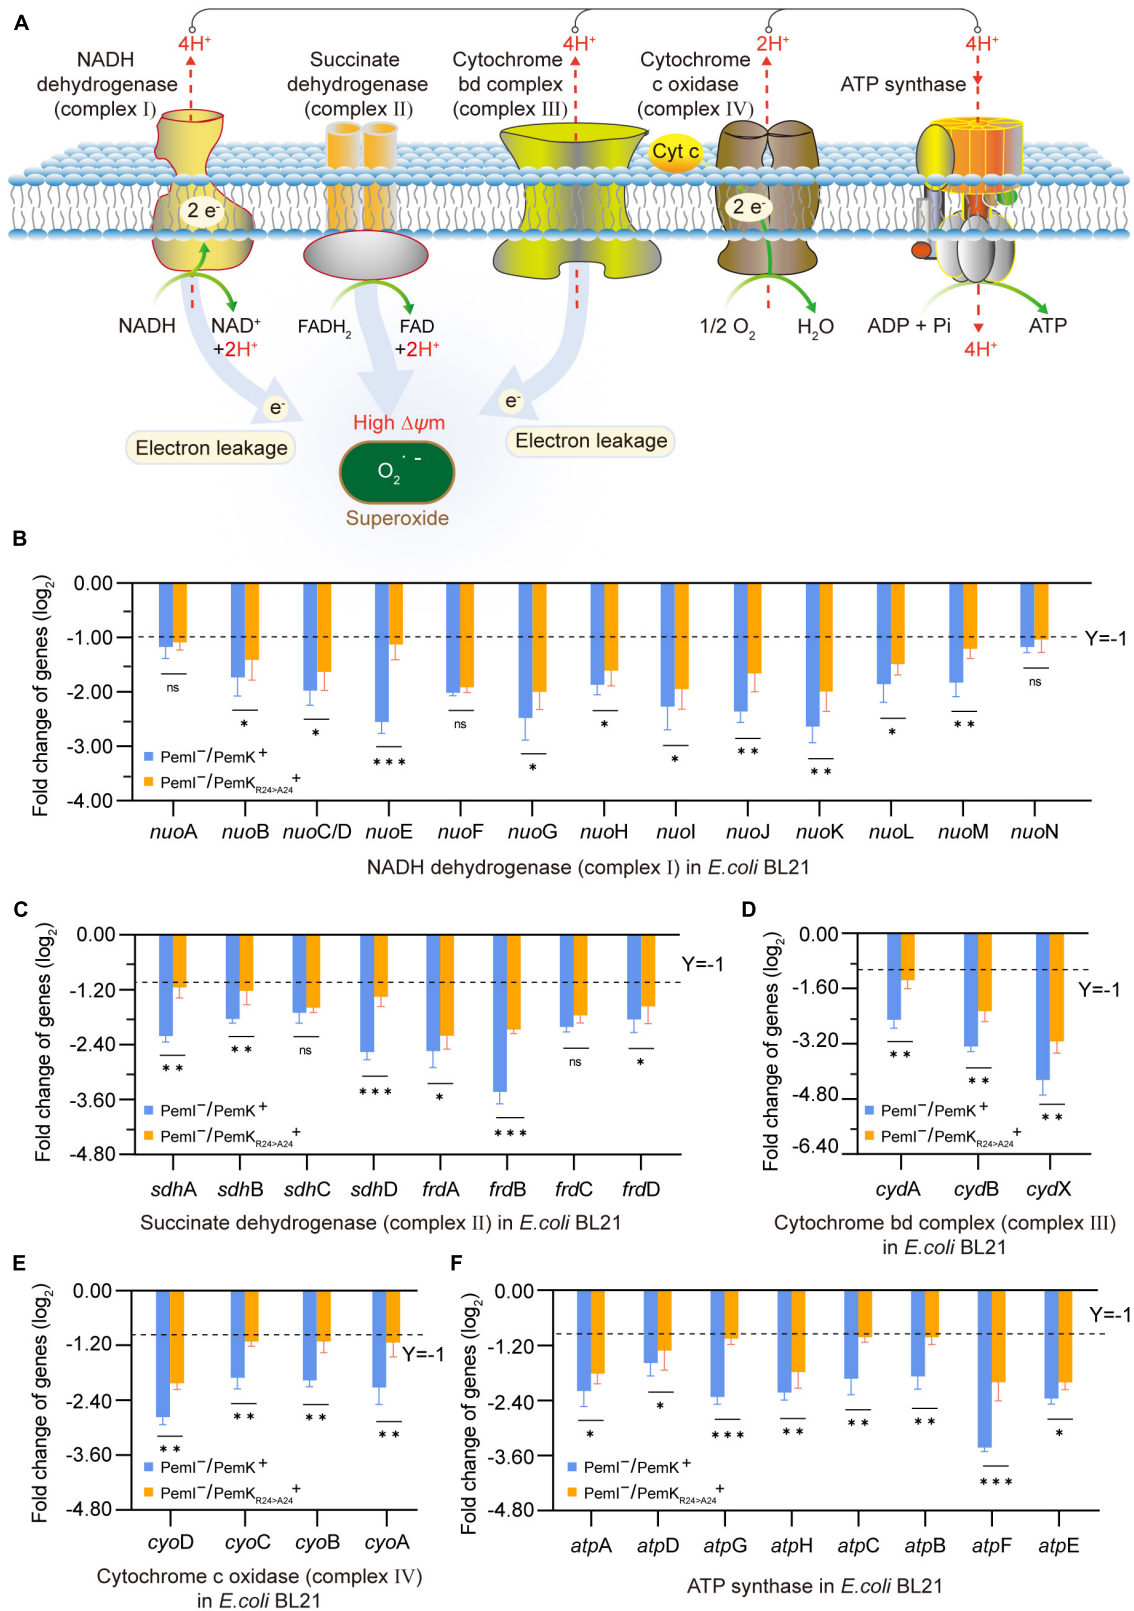 A
4H⁺
4H⁺
2H⁺
4H⁺
NADH
dehydrogenase
(complex I)
Succinate
dehydrogenase
(complex II)
Cytochrome
bd complex
(complex III)
Cytochrome
c oxidase
(complex IV)
ATP synthase
Cyt c
2 e⁻
2 e⁻
NADH
NAD⁺
+2H⁺
FADH₂
FAD
+2H⁺
1/2 O₂
H₂O
ADP + Pi
ATP
4H⁺
e⁻
e⁻
Electron leakage
High Δψm
Electron leakage
O₂·⁻
Superoxide
B
Fold change of genes (log₂)
0.00
-1.00
-2.00
-3.00
-4.00
Y=-1
ns
*
*
***
ns
*
*
*
**
**
*
**
ns
PemI⁻/PemK⁺
PemI⁻/PemK R24>A24⁺
nuoA nuoB nuoC/D nuoE nuoF nuoG nuoH nuoI nuoJ nuoK nuoL nuoM nuoN
NADH dehydrogenase (complex I) in E.coli BL21
C
Fold change of genes (log₂)
0.00
-1.20
-2.40
-3.60
-4.80
Y=-1
**
**
ns
***
*
***
ns
*
PemI⁻/PemK⁺
PemI⁻/PemK R24>A24⁺
sdhA sdhB sdhC sdhD frdA frdB frdC frdD
Succinate dehydrogenase (complex II) in E.coli BL21
D
Fold change of genes (log₂)
0.00
-1.60
-3.20
-4.80
-6.40
Y=-1
**
**
**
PemI⁻/PemK⁺
PemI⁻/PemK R24>A24⁺
cydA cydB cydX
Cytochrome bd complex (complex III)
in E.coli BL21
E
Fold change of genes (log₂)
0.00
-1.20
-2.40
-3.60
-4.80
Y=-1
**
**
**
**
PemI⁻/PemK⁺
PemI⁻/PemK R24>A24⁺
cyoD cyoC cyoB cyoA
Cytochrome c oxidase (complex IV)
in E.coli BL21
F
Fold change of genes (log₂)
0.00
-1.20
-2.40
-3.60
-4.80
Y=-1
*
*
***
**
**
**
***
*
PemI⁻/PemK⁺
PemI⁻/PemK R24>A24⁺
atpA atpD atpG atpH atpC atpB atpF atpE
ATP synthase in E.coli BL21